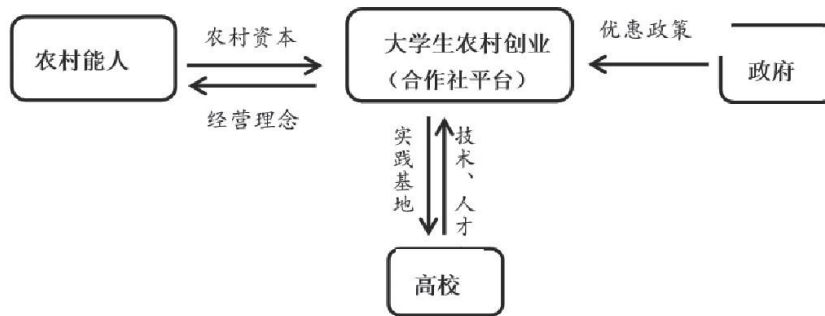 农村能人
农村资本
经营理念
大学生农村创业
（合作社平台）
优惠政策
政府
实践基地
技术、人才
高校